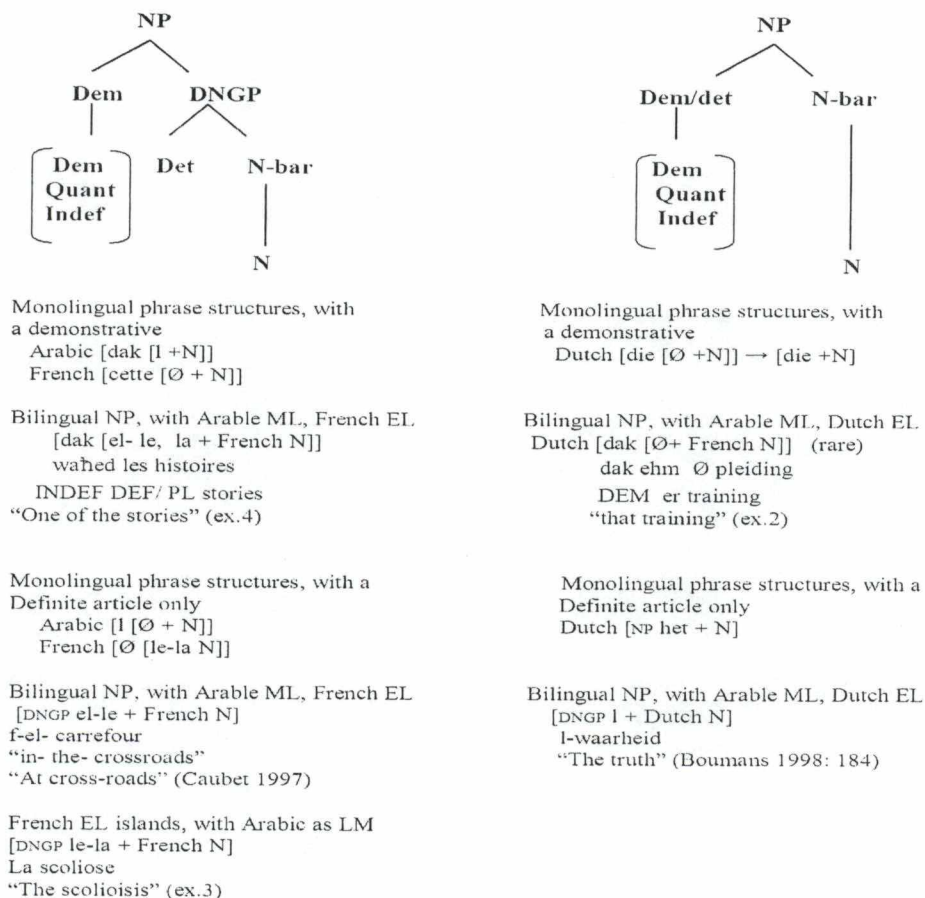 NP
Dem DNGP
Dem Det N-bar
Quant
Indef
N
Monolingual phrase structures, with
a demonstrative
Arabic [dak [l +N]]
French [cette [Ø + N]]
Bilingual NP, with Arable ML, French EL
[dak [el- le, la + French N]]
waħed les histoires
INDEF DEF/ PL stories
“One of the stories” (ex.4)
Monolingual phrase structures, with a
Definite article only
Arabic [l [Ø + N]]
French [Ø [le-la N]]
Bilingual NP, with Arable ML, French EL
[DNGP el-le + French N]
f-el- carrefour
“in- the- crossroads”
“At cross-roads” (Caubet 1997)
French EL islands, with Arabic as LM
[DNGP le-la + French N]
La scoliose
“The scolioisis” (ex.3)
NP
Dem/det N-bar
Dem
Quant
Indef
N
Monolingual phrase structures, with
a demonstrative
Dutch [die [Ø +N]] → [die +N]
Bilingual NP, with Arable ML, Dutch EL
Dutch [dak [Ø+ French N]] (rare)
dak ehm Ø pleiding
DEM er training
“that training” (ex.2)
Monolingual phrase structures, with a
Definite article only
Dutch [NP het + N]
Bilingual NP, with Arable ML, Dutch EL
[DNGP l + Dutch N]
l-waarheid
“The truth” (Boumans 1998: 184)